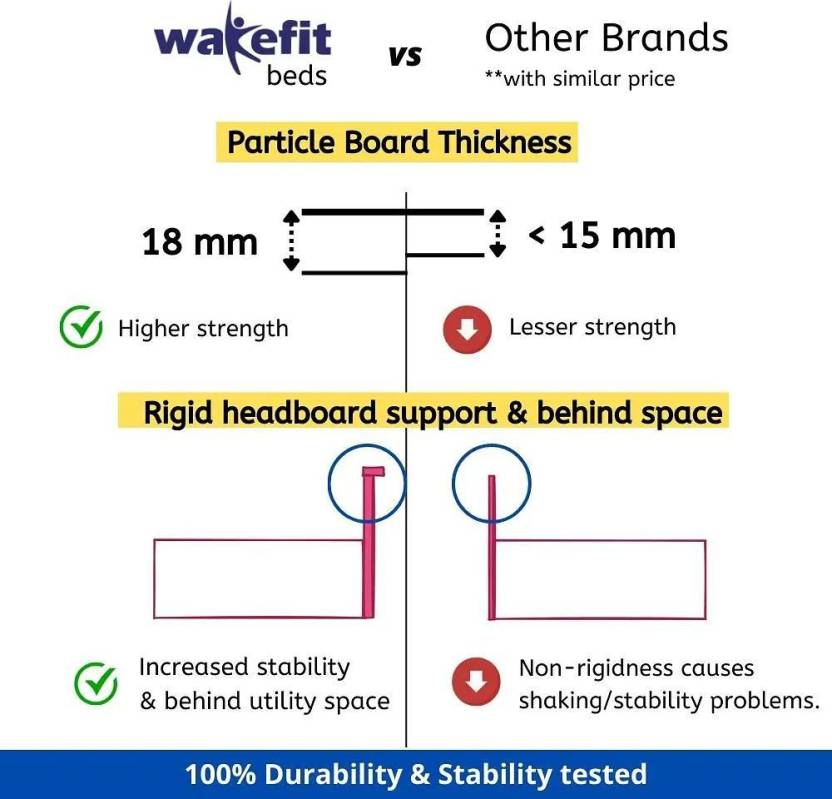 wakefit
beds
vs
Other Brands
**with similar price
Particle Board Thickness
18 mm
< 15 mm
Higher strength
Lesser strength
Rigid headboard support & behind space
Increased stability
& behind utility space
Non-rigidness causes
shaking/stability problems.
100% Durability & Stability tested